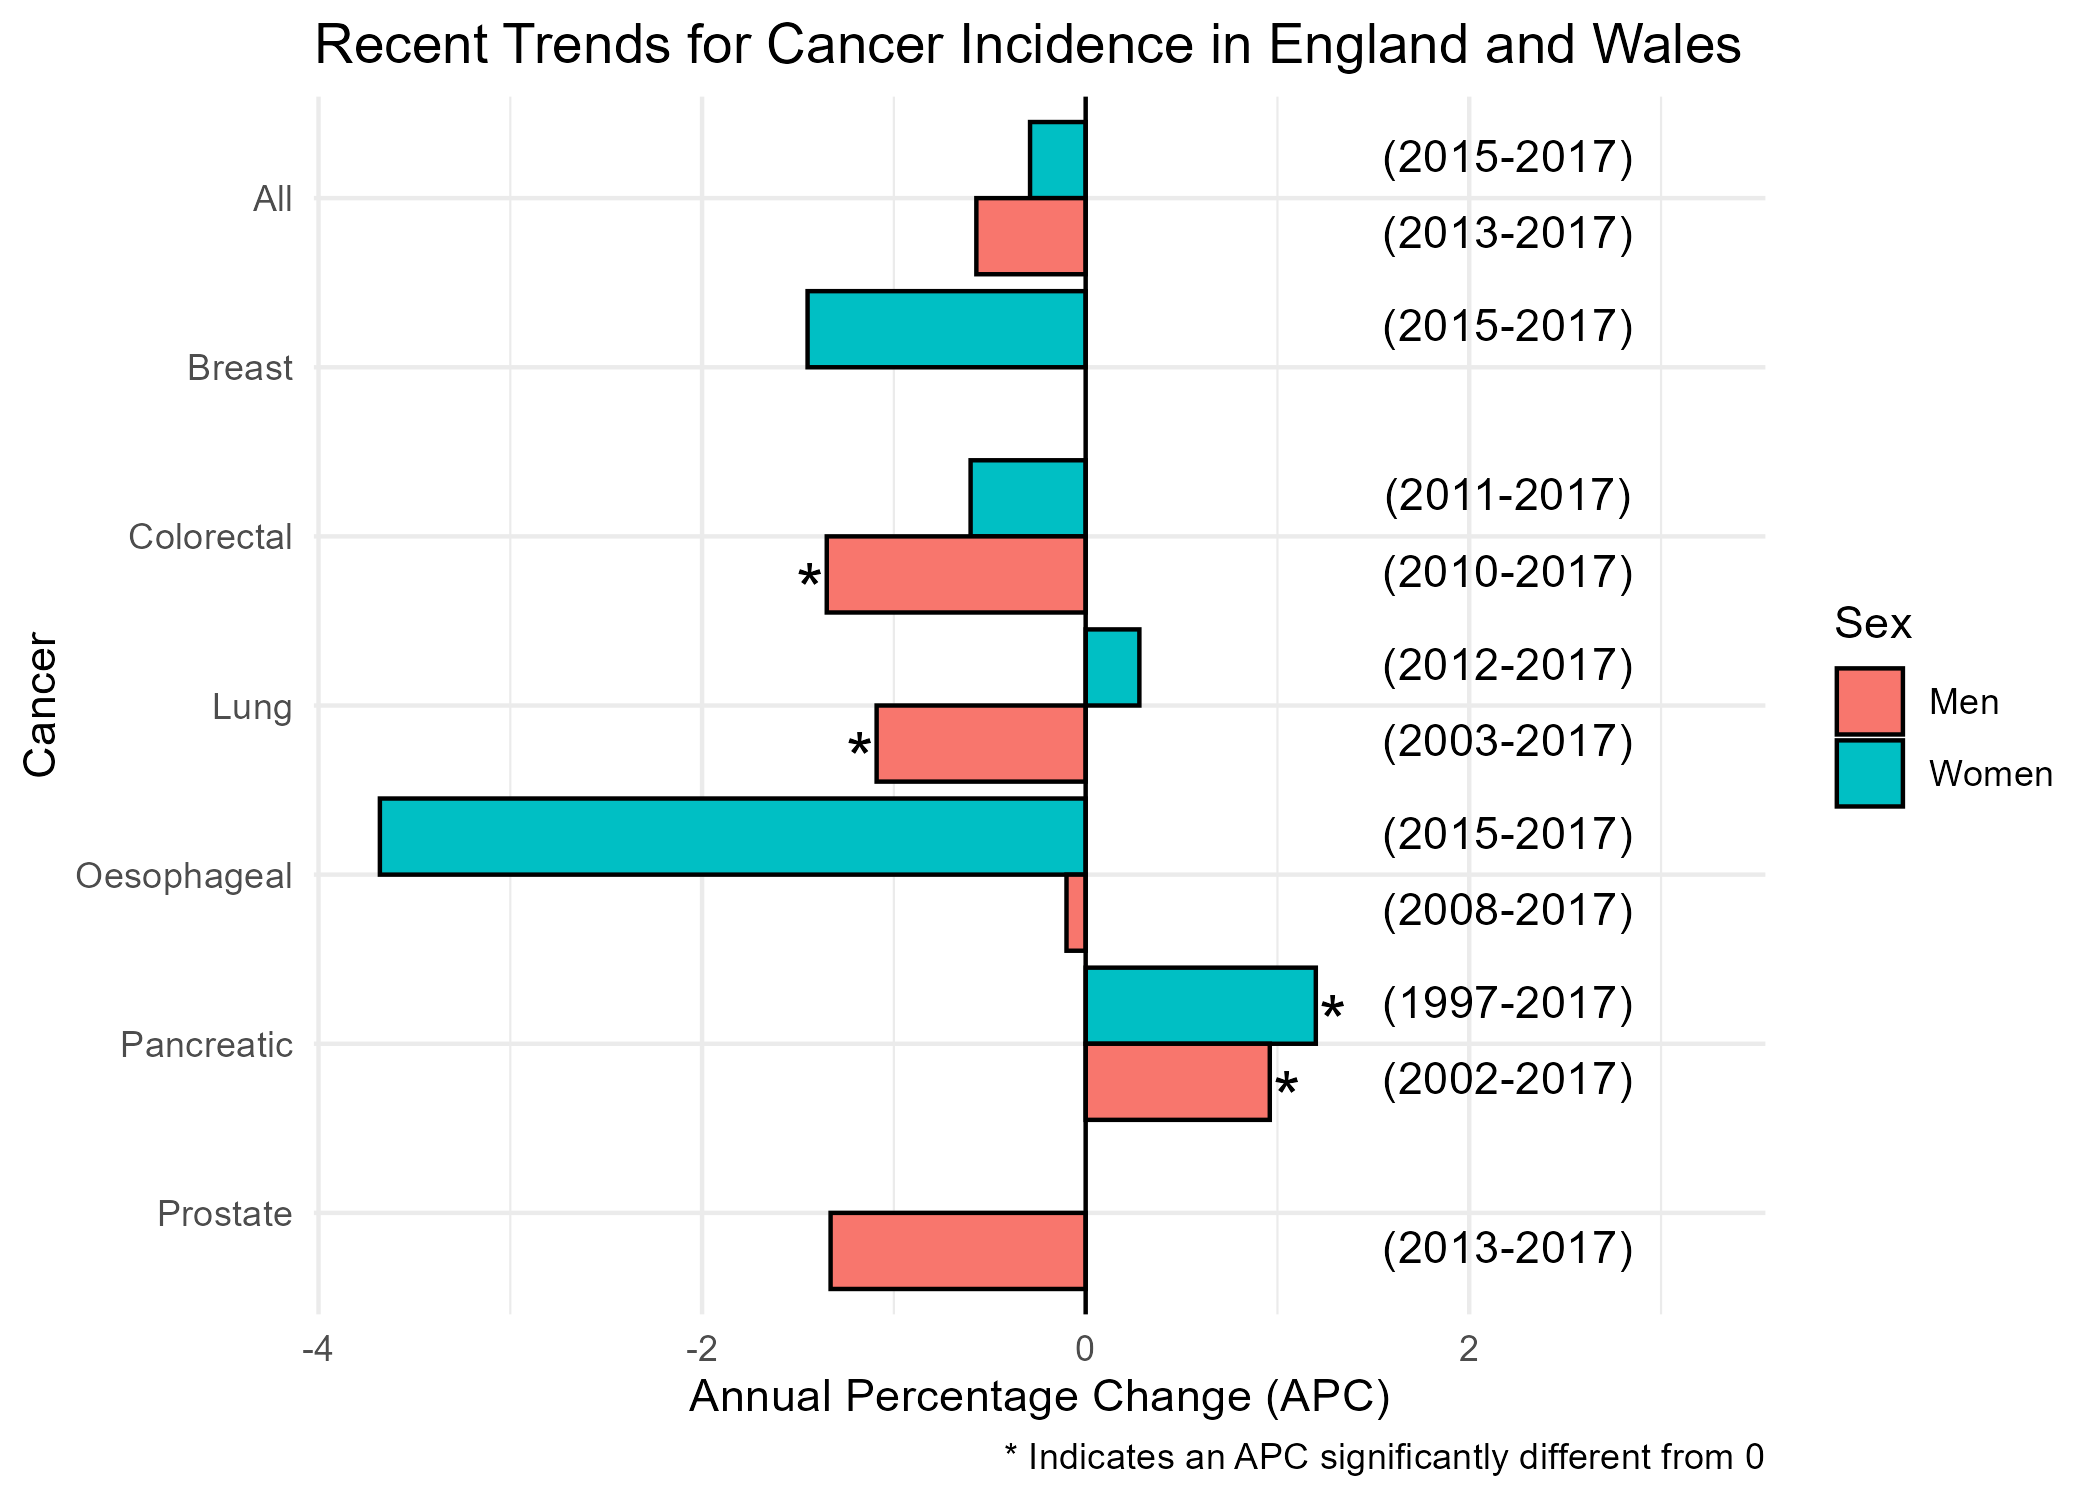 Recent Trends for Cancer Incidence in England and Wales
All
(2015-2017)
(2013-2017)
Breast
(2015-2017)
Colorectal
(2011-2017)
* (2010-2017)
Lung
(2012-2017)
* (2003-2017)
Oesophageal
(2015-2017)
(2008-2017)
Pancreatic
* (1997-2017)
* (2002-2017)
Prostate
(2013-2017)
Cancer
-4 -2 0 2
Annual Percentage Change (APC)
* Indicates an APC significantly different from 0
Sex
Men
Women